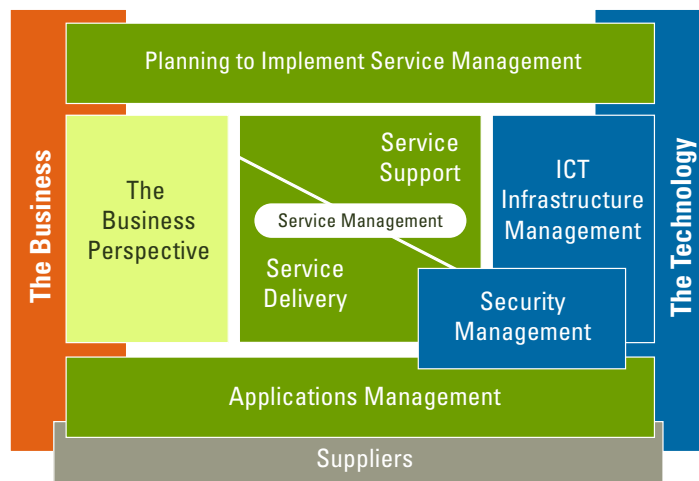 Planning to Implement Service Management
The Business
The
Business
Perspective
Service
Support
Service Management
Service
Delivery
ICT
Infrastructure
Management
Security
Management
The Technology
Applications Management
Suppliers